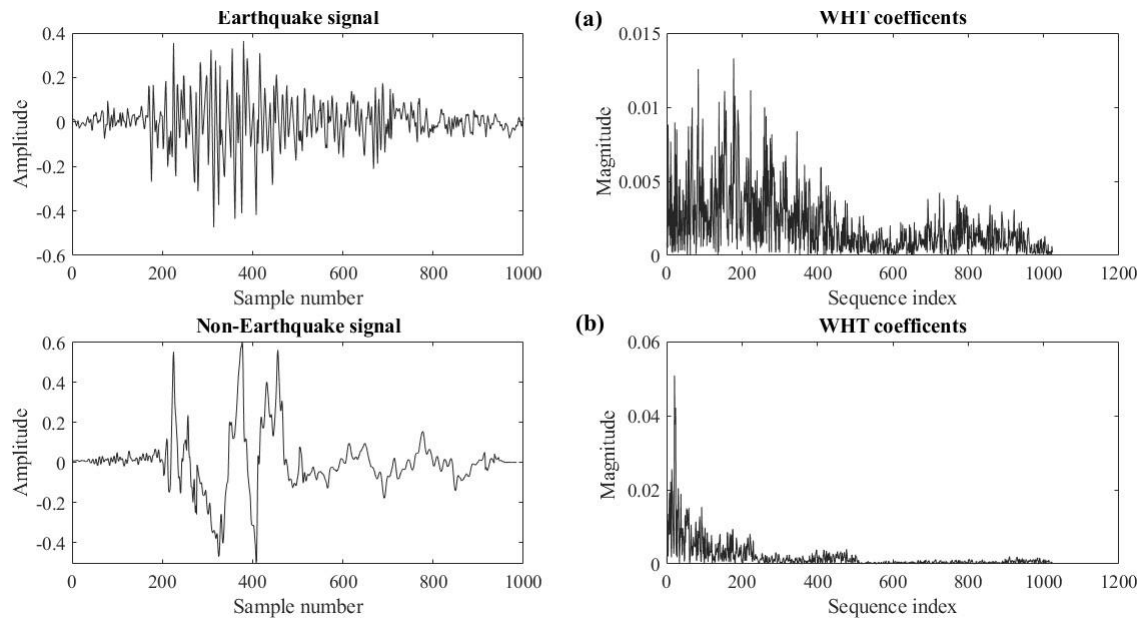 Earthquake signal
0.4
0.2
0
-0.2
-0.4
-0.6
Amplitude
0 200 400 600 800 1000
Sample number
(a)
WHT coefficents
0.015
0.01
0.005
0
Magnitude
0 200 400 600 800 1000 1200
Sequence index
Non-Earthquake signal
0.6
0.4
0.2
0
-0.2
-0.4
Amplitude
0 200 400 600 800 1000
Sample number
(b)
WHT coefficents
0.06
0.04
0.02
0
Magnitude
0 200 400 600 800 1000 1200
Sequence index